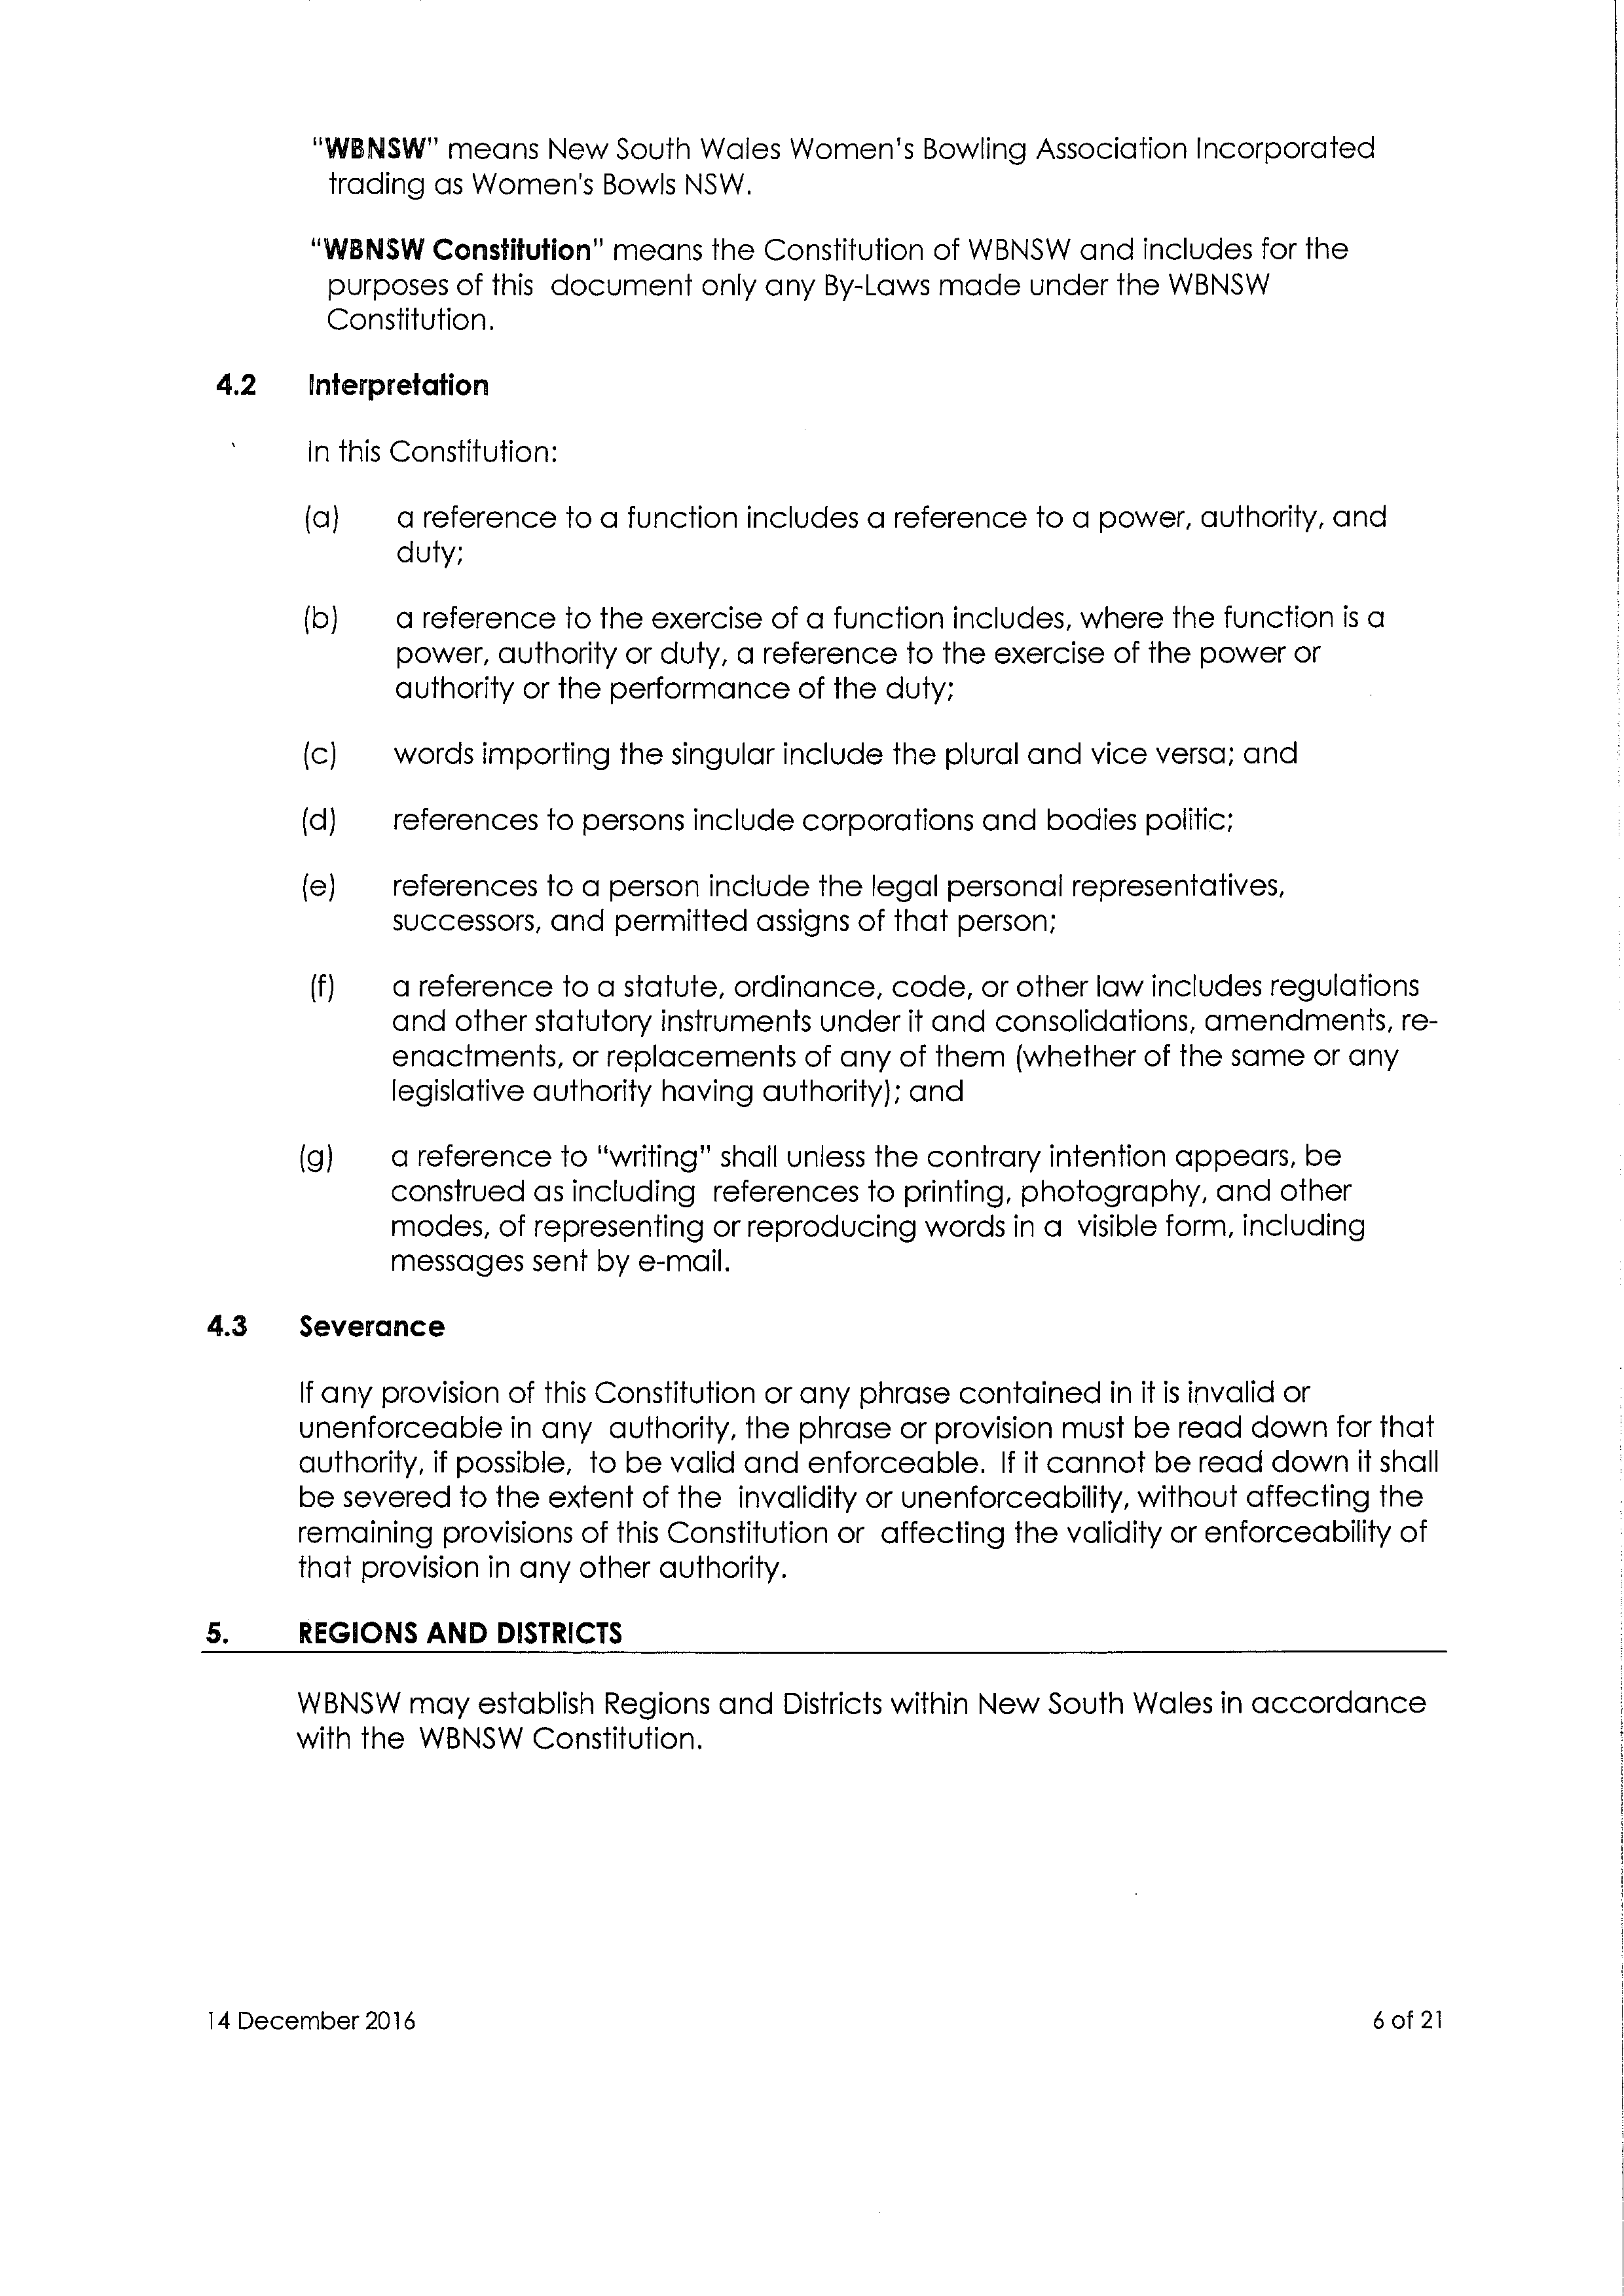 "WBNSW" means New South Wales Women's Bowling Association Incorporated
trading as Women's Bowls NSW.
"WBNSW Constitution" means the Constitution of WBNSW and includes for the
purposes of this document only any By-Laws made under the WBNSW
Constitution.
4.2 Interpretation
In this Constitution:
(a) a reference to a function includes a reference to a power, authority, and
duty;
(b) a reference to the exercise of a function includes, where the function is a
power, authority or duty, a reference to the exercise of the power or
authority or the performance of the duty;
(c) words importing the singular include the plural and vice versa; and
(d) references to persons include corporations and bodies politic;
(e) references to a person include the legal personal representatives,
successors, and permitted assigns of that person;
(f) a reference to a statute, ordinance, code, or other law includes regulations
and other statutory instruments under it and consolidations, amendments, re-
enactments, or replacements of any of them (whether of the same or any
legislative authority having authority); and
(g) a reference to "writing" shall unless the contrary intention appears, be
construed as including references to printing, photography, and other
modes, of representing or reproducing words in a visible form, including
messages sent by e-mail.
4.3 Severance
If any provision of this Constitution or any phrase contained in it is invalid or
unenforceable in any authority, the phrase or provision must be read down for that
authority, if possible, to be valid and enforceable. If it cannot be read down it shall
be severed to the extent of the invalidity or unenforceability, without affecting the
remaining provisions of this Constitution or affecting the validity or enforceability of
that provision in any other authority.
5. REGIONS AND DISTRICTS
WBNSW may establish Regions and Districts within New South Wales in accordance
with the WBNSW Constitution.
14 December 2016 6 of 21